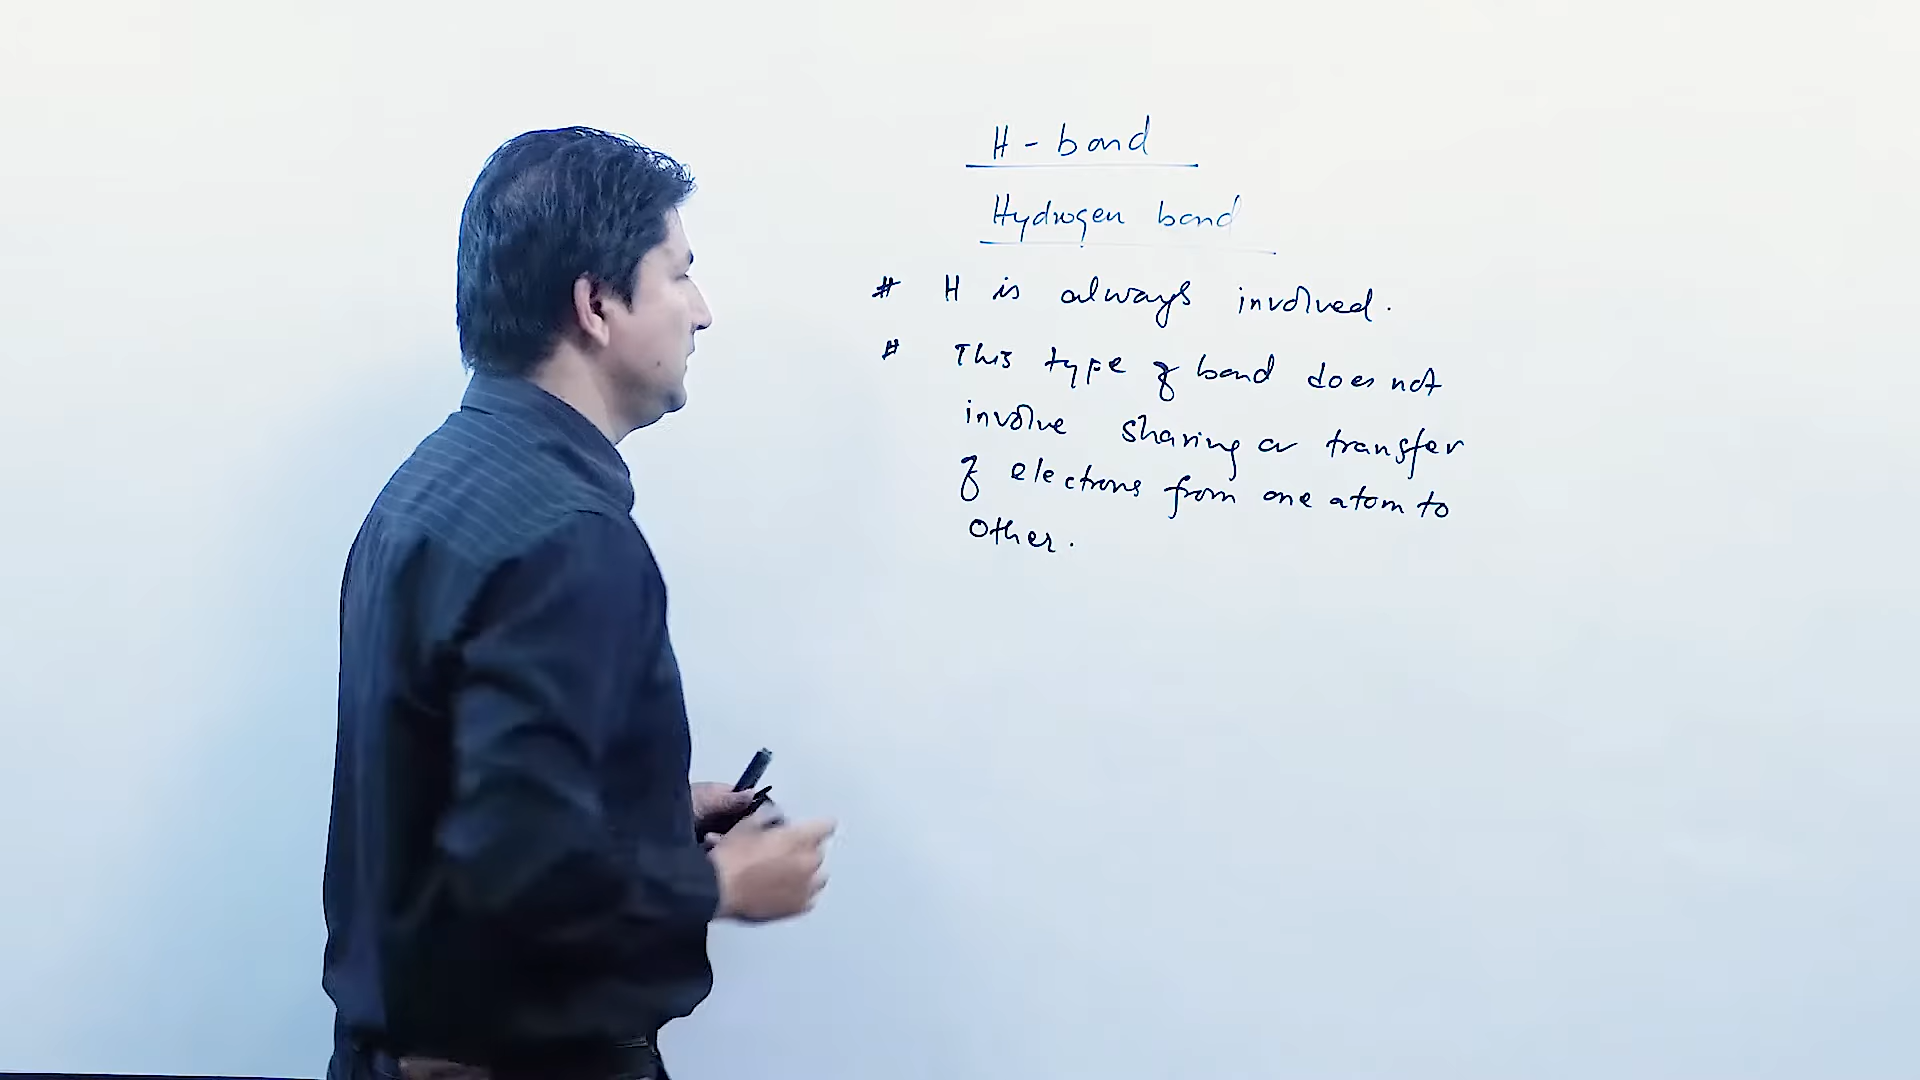 H - bond
Hydrogen bond
# H is always involved.
# This type of bond does not
involve sharing or transfer
of electrons from one atom to
other.